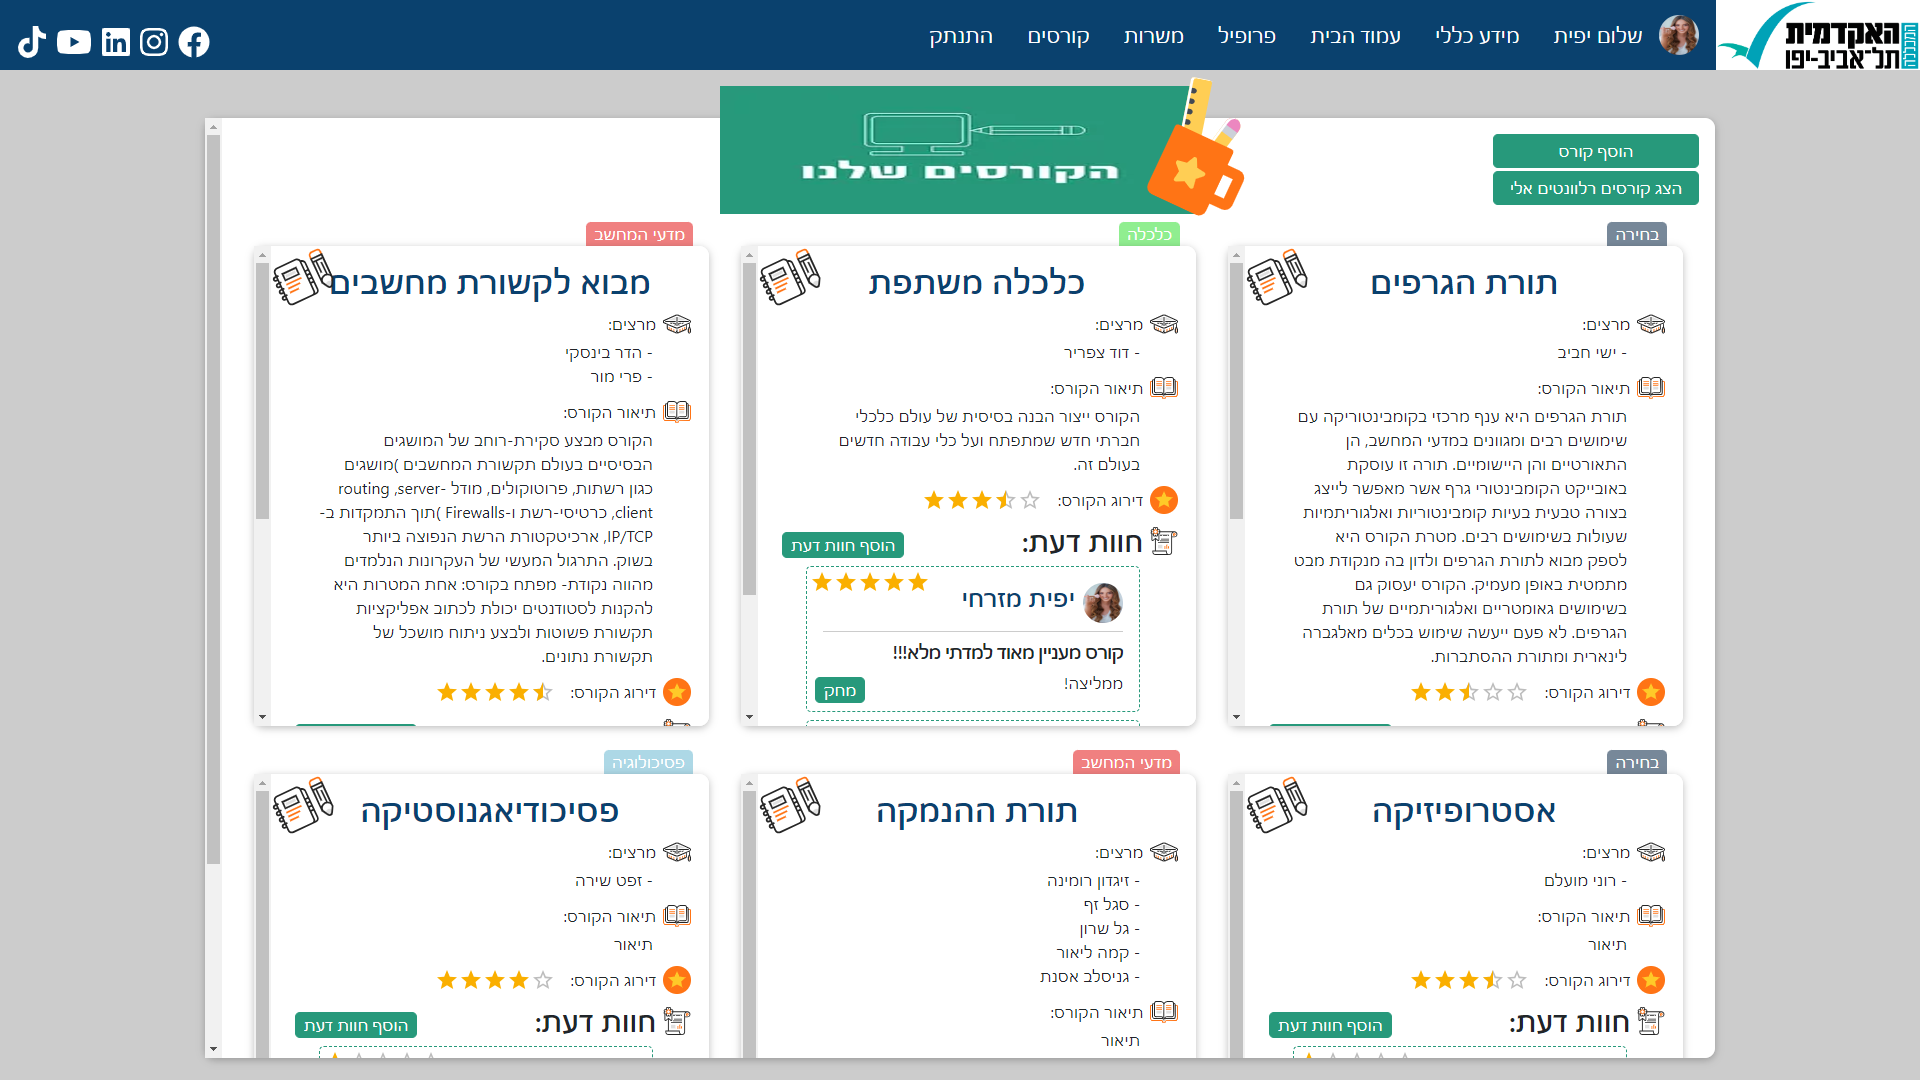 האקדמית
תל־אביב-יפו
המכללה
שלום יפית
מידע כללי
עמוד הבית
פרופיל
משרות
קורסים
התנתק
הקורסים שלנו
הוסף קורס
הצג קורסים רלוונטים אלי
בחירה
תורת הגרפים
מרצים:
- ישי חביב
תיאור הקורס:
תורת הגרפים היא ענף מרכזי בקומבינטוריקה עם
שימושים רבים ומגוונים במדעי המחשב, הן
התאורטיים והן היישומיים. תורה זו עוסקת
באובייקט הקומבינטורי גרף אשר מאפשר לייצג
בצורה טבעית בעיות קומבינטוריות ואלגוריתמיות
שעולות בשימושים רבים. מטרת הקורס היא
לספק מבוא לתורת הגרפים ולדון בה מנקודת מבט
מתמטית באופן מעמיק. הקורס יעסוק גם
בשימושים גאומטריים ואלגוריתמיים של תורת
הגרפים. לא פעם ייעשה שימוש בכלים מאלגברה
לינארית ומתורת ההסתברות.
דירוג הקורס:
כלכלה
כלכלה משתפת
מרצים:
- דוד צפריר
תיאור הקורס:
הקורס ייצור הבנה בסיסית של עולם כלכלי
חברתי חדש שמתפתח ועל כלי עבודה חדשים
בעולם זה.
דירוג הקורס:
חוות דעת:
הוסף חוות דעת
יפית מזרחי
קורס מעניין מאוד למדתי מלא!!!
ממליצה!
מחק
מדעי המחשב
מבוא לקשורת מחשבים
מרצים:
- הדר בינסקי
- פרי מור
תיאור הקורס:
הקורס מבצע סקירת-רוחב של המושגים
הבסיסיים בעולם תקשורת המחשבים )מושגים
כגון רשתות, פרוטוקולים, מודל -routing ,server
client, כרטיסי-רשת ו-Firewalls )תוך התמקדות ב-
IP/TCP, ארכיטקטורת הרשת הנפוצה ביותר
בשוק. התרגול המעשי של העקרונות הנלמדים
מהווה נקודת- מפתח בקורס: אחת המטרות היא
להקנות לסטודנטים יכולת לכתוב אפליקציות
תקשורת פשוטות ולבצע ניתוח מושכל של
תקשורת נתונים.
דירוג הקורס:
בחירה
אסטרופיזיקה
מרצים:
- רוני מועלם
תיאור הקורס:
תיאור
דירוג הקורס:
חוות דעת:
הוסף חוות דעת
מדעי המחשב
תורת ההנמקה
מרצים:
- זיגדון רומינה
- סגל זף
- גל שרון
- קמה ליאור
- גניסלב אסנת
תיאור הקורס:
תיאור
פסיכולוגיה
פסיכודיאגנוסטיקה
מרצים:
- זפט שירה
תיאור הקורס:
תיאור
דירוג הקורס:
חוות דעת:
הוסף חוות דעת